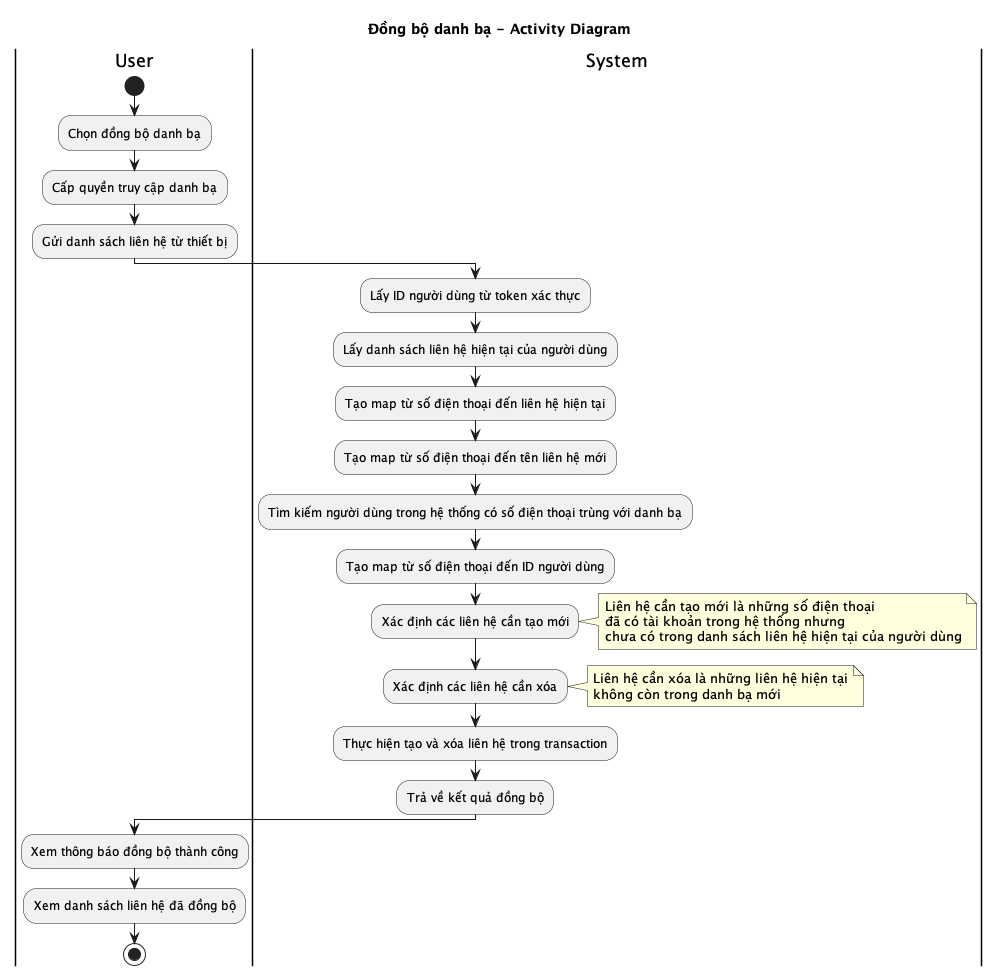 Đồng bộ danh bạ - Activity Diagram
User
System
Chọn đồng bộ danh bạ
Cấp quyền truy cập danh bạ
Gửi danh sách liên hệ từ thiết bị
Lấy ID người dùng từ token xác thực
Lấy danh sách liên hệ hiện tại của người dùng
Tạo map từ số điện thoại đến liên hệ hiện tại
Tạo map từ số điện thoại đến tên liên hệ mới
Tìm kiếm người dùng trong hệ thống có số điện thoại trùng với danh bạ
Tạo map từ số điện thoại đến ID người dùng
Xác định các liên hệ cần tạo mới
Liên hệ cần tạo mới là những số điện thoại
đã có tài khoản trong hệ thống nhưng
chưa có trong danh sách liên hệ hiện tại của người dùng
Xác định các liên hệ cần xóa
Liên hệ cần xóa là những liên hệ hiện tại
không còn trong danh bạ mới
Thực hiện tạo và xóa liên hệ trong transaction
Trả về kết quả đồng bộ
Xem thông báo đồng bộ thành công
Xem danh sách liên hệ đã đồng bộ